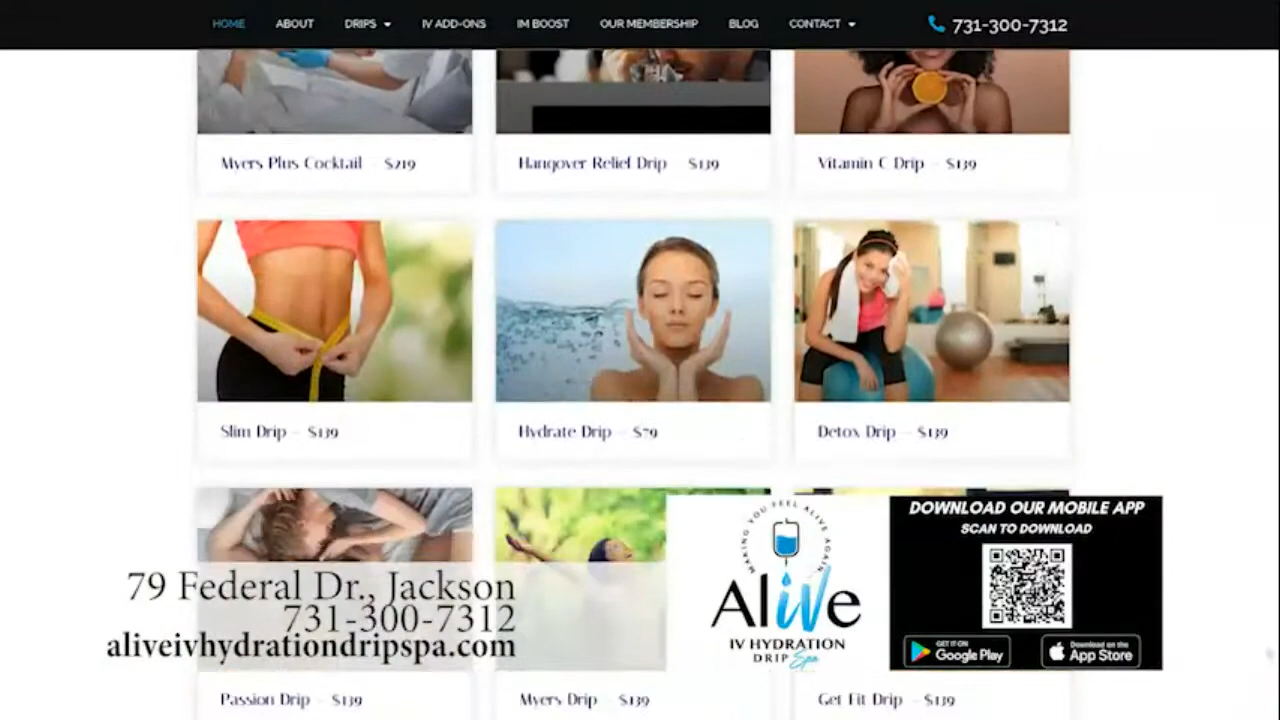 HOME ABOUT DRIPS IV ADD-ONS IM BOOST OUR MEMBERSHIP BLOG CONTACT 731-300-7312
Myers Plus Cocktail – $219
Hangover Relief Drip – $139
Vitamin C Drip – $139
Slim Drip – $139
Hydrate Drip – $79
Detox Drip – $139
79 Federal Dr., Jackson
731-300-7312
aliveivhydrationdripspa.com
MAKING YOU FEEL ALIVE AGAIN
Alive
IV HYDRATION
DRIP Spa
DOWNLOAD OUR MOBILE APP
SCAN TO DOWNLOAD
GET IT ON
Google Play
Download on the
App Store
Passion Drip – $139
Myers Drip – $139
Get Fit Drip – $139